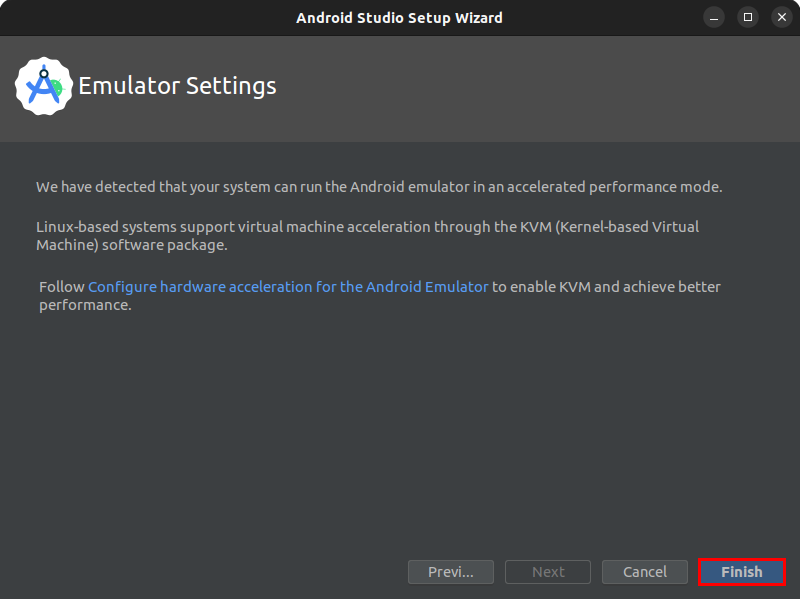 Android Studio Setup Wizard
Emulator Settings
We have detected that your system can run the Android emulator in an accelerated performance mode.
Linux-based systems support virtual machine acceleration through the KVM (Kernel-based Virtual
Machine) software package.
Follow Configure hardware acceleration for the Android Emulator to enable KVM and achieve better
performance.
Previ... Next Cancel Finish